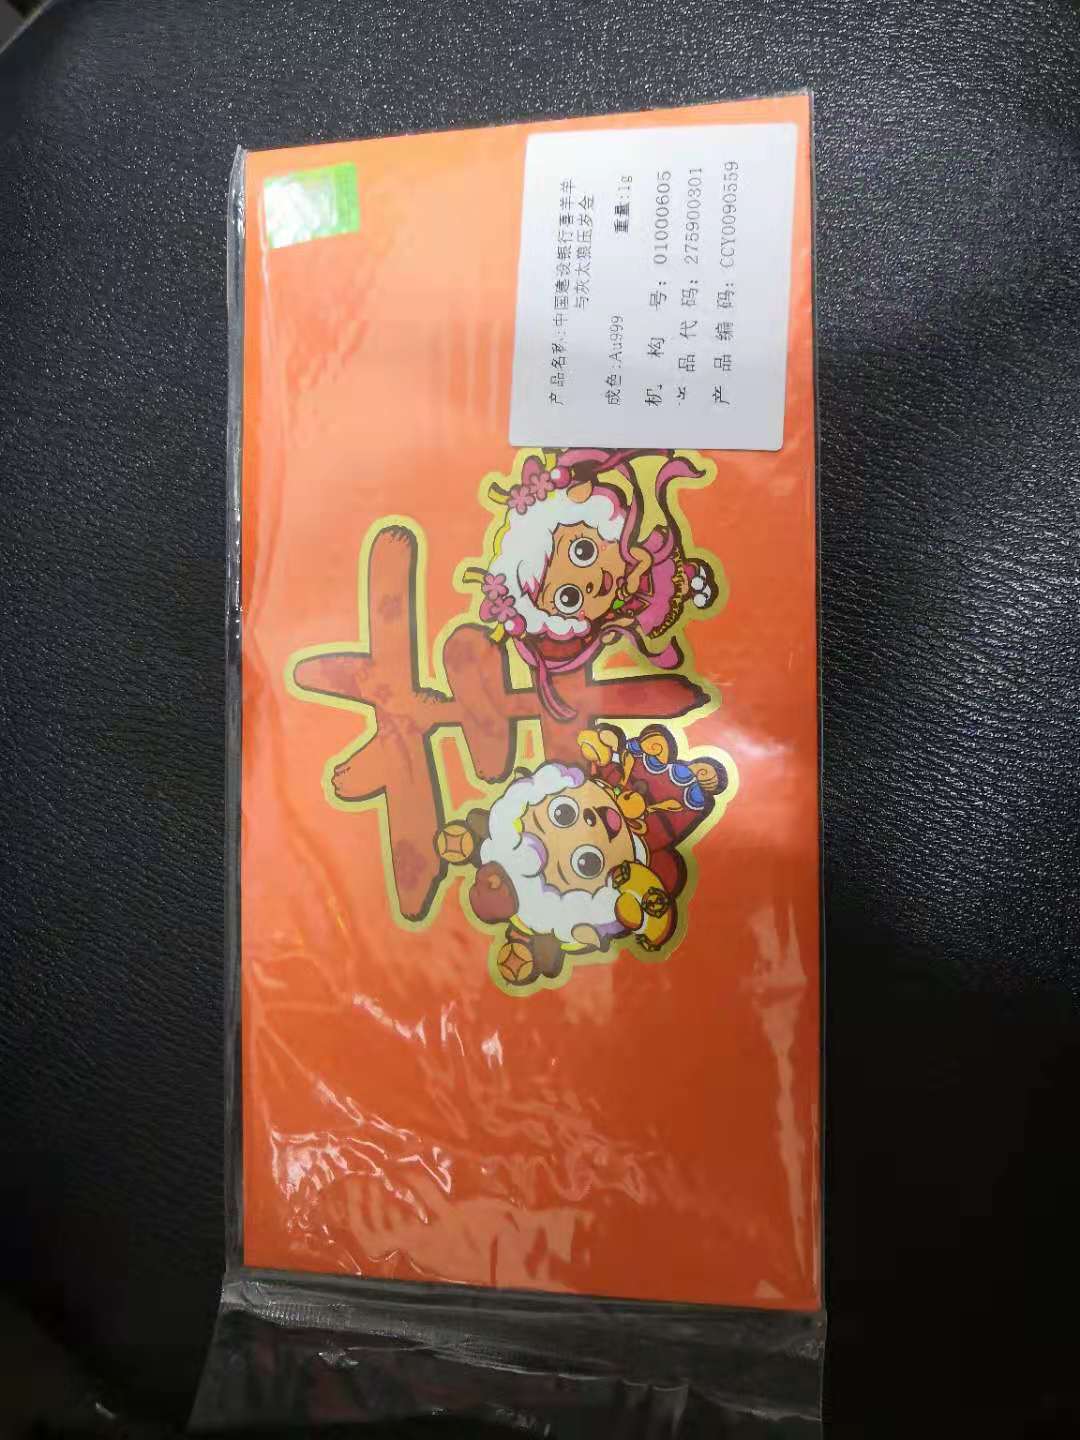 产品名称:中国建设银行喜羊羊
与灰太狼压岁金
成色:Au999 重量:1g
机构号: 01000605
产品代码: 275900301
产品编码: CCY0090559